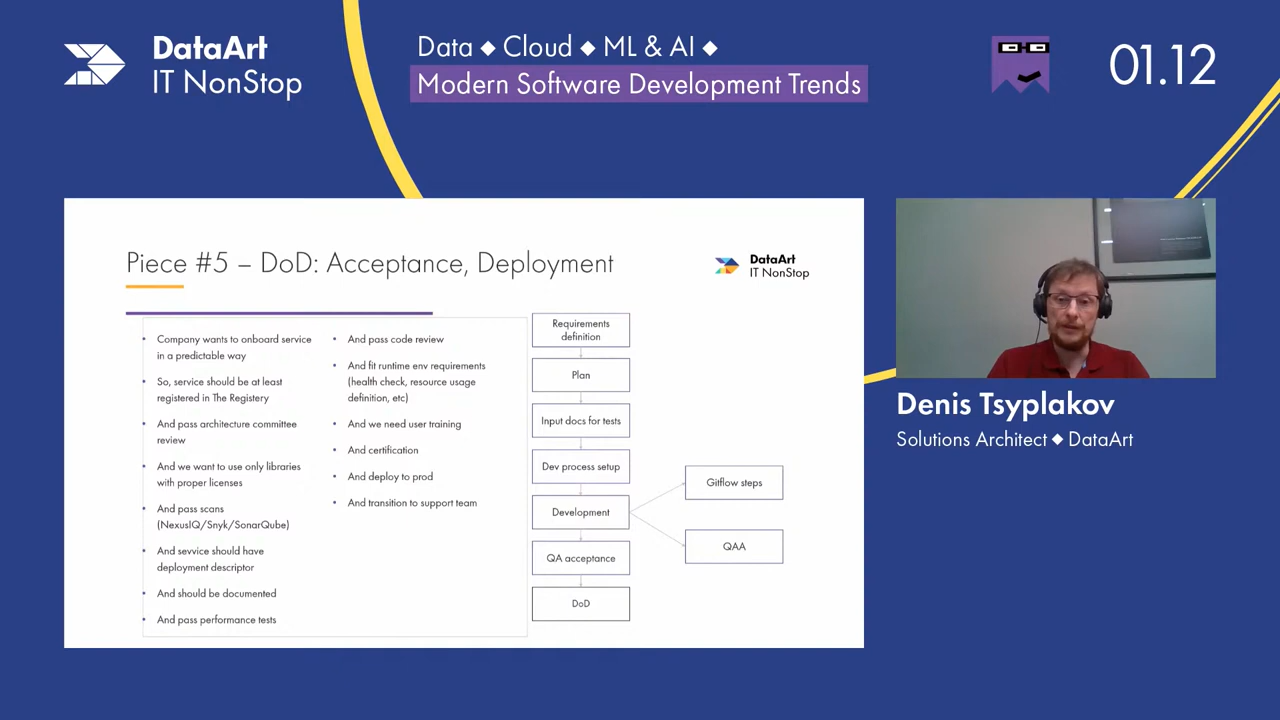 DataArt
IT NonStop
Data ◆ Cloud ◆ ML & AI ◆
Modern Software Development Trends
01.12
Piece #5 – DoD: Acceptance, Deployment
DataArt
IT NonStop
• Company wants to onboard service
in a predictable way
• So, service should be at least
registered in The Registery
• And pass architecture committee
review
• And we want to use only libraries
with proper licenses
• And pass scans
(NexusIQ/Snyk/SonarQube)
• And sevvice should have
deployment descriptor
• And should be documented
• And pass performance tests
• And pass code review
• And fit runtime env requirements
(health check, resource usage
definition, etc)
• And we need user training
• And certification
• And deploy to prod
• And transition to support team
Requirements
definition
Plan
Input docs for tests
Dev process setup
Development
QA acceptance
DoD
Gitflow steps
QAA
Denis Tsyplakov
Solutions Architect ◆ DataArt